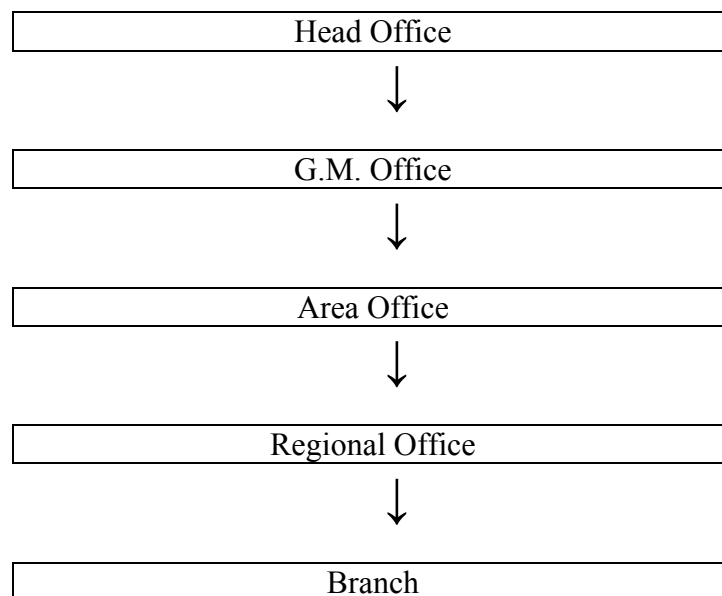 Head Office
↓
G.M. Office
↓
Area Office
↓
Regional Office
↓
Branch